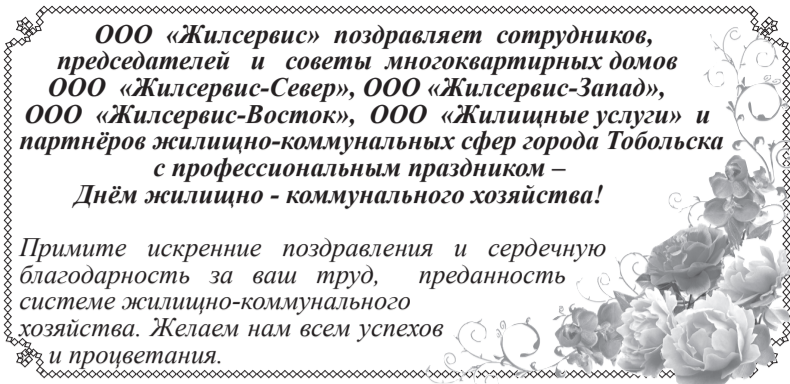 ООО «Жилсервис» поздравляет сотрудников,
председателей и советы многоквартирных домов
ООО «Жилсервис-Север», ООО «Жилсервис-Запад»,
ООО «Жилсервис-Восток», ООО «Жилищные услуги» и
партнёров жилищно-коммунальных сфер города Тобольска
с профессиональным праздником –
Днём жилищно - коммунального хозяйства!
Примите искренние поздравления и сердечную
благодарность за ваш труд, преданность
системе жилищно-коммунального
хозяйства. Желаем нам всем успехов
и процветания.